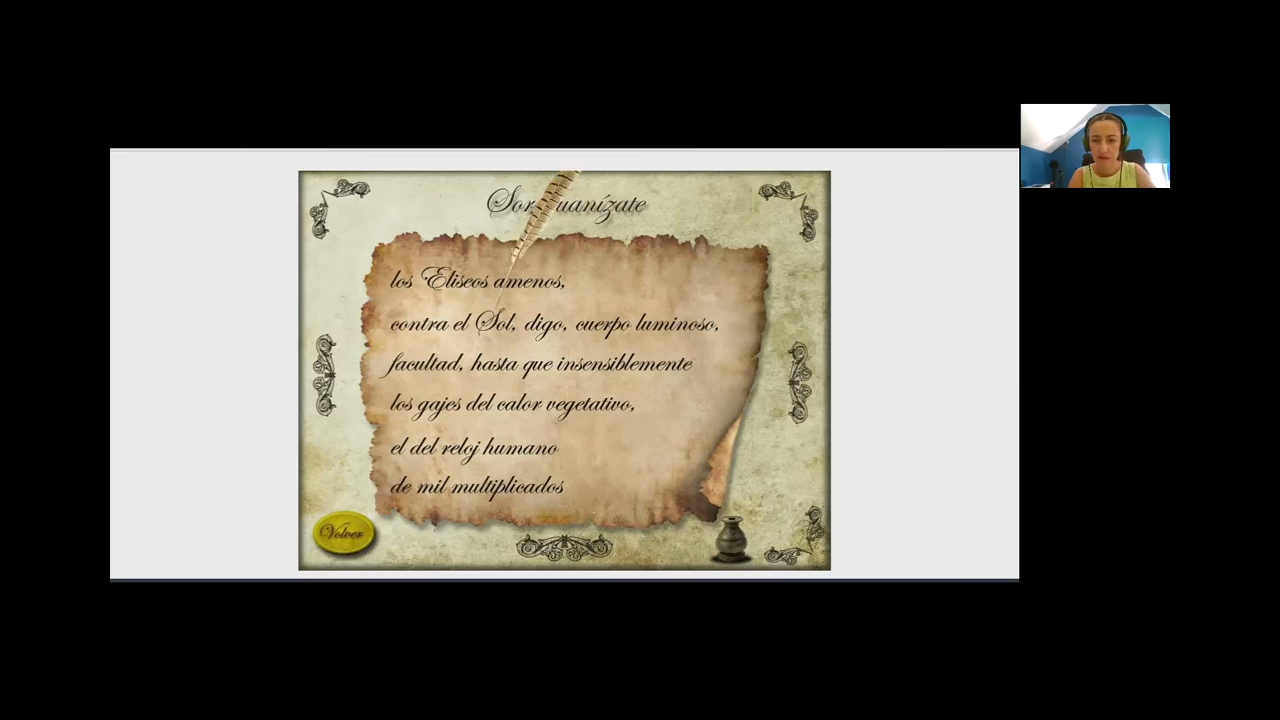 Sor Juanízate
los Elíseos amenos,
contra el Sol, digo, cuerpo luminoso,
facultad, hasta que insensiblemente
los gajes del calor vegetativo,
el del reloj humano
de mil multiplicados
Volver